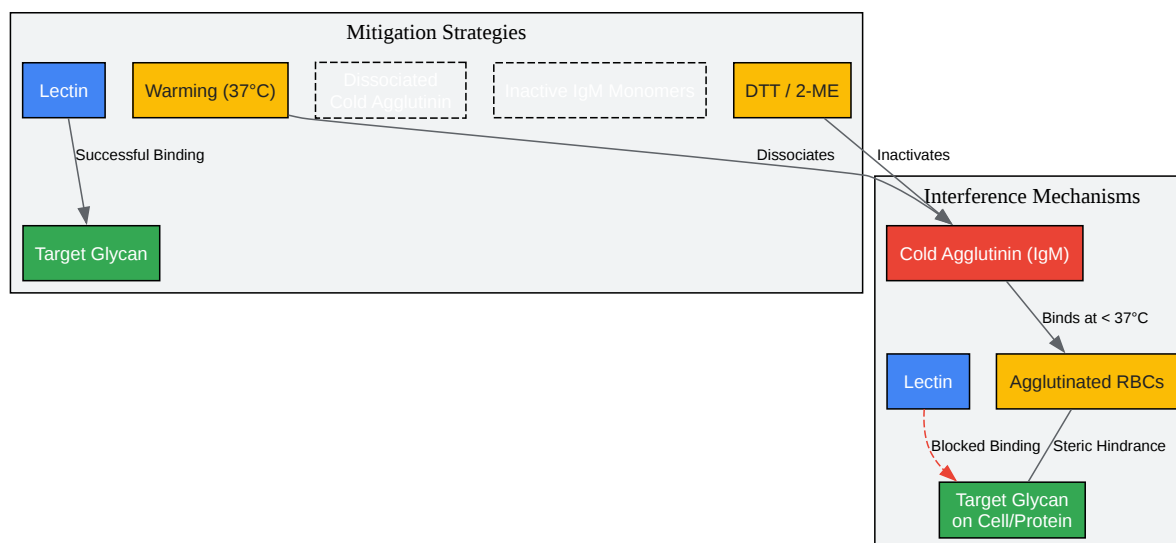 Mitigation Strategies
Lectin
Warming (37°C)
Dissociated
Cold Agglutinin
Inactive IgM Monomers
DTT / 2-ME
Successful Binding
Dissociates
Inactivates
Target Glycan
Interference Mechanisms
Cold Agglutinin (IgM)
Binds at < 37°C
Lectin
Agglutinated RBCs
Blocked Binding
Steric Hindrance
Target Glycan
on Cell/Protein